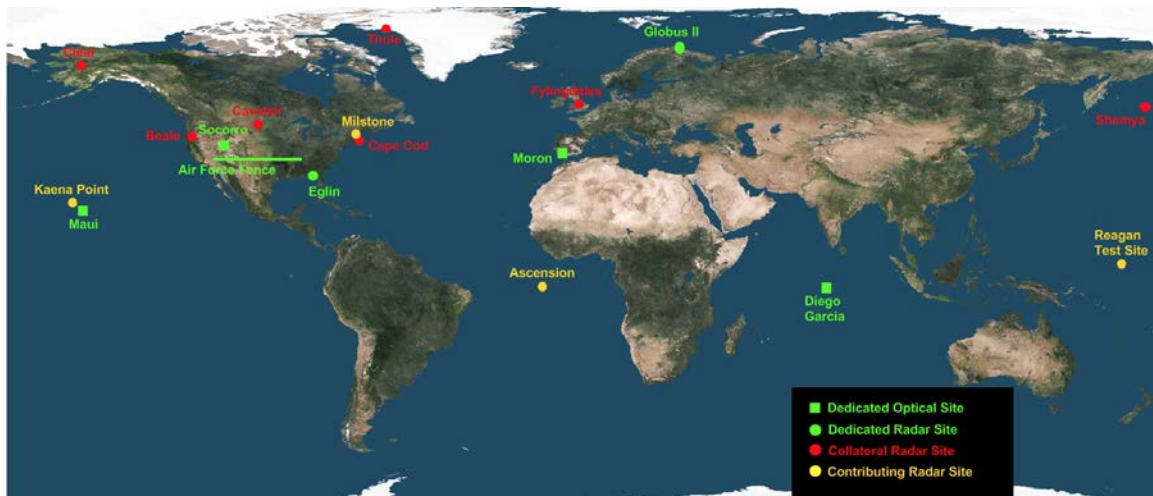 Thule
Globus II
Clear
Fylingdales
Cavalier
Milstone
Shemya
Beale
Socorro
Cape Cod
Moron
Air Force Fence
Eglin
Kaena Point
Maui
Reagan
Test Site
Ascension
Diego
Garcia
Dedicated Optical Site
Dedicated Radar Site
Collateral Radar Site
Contributing Radar Site